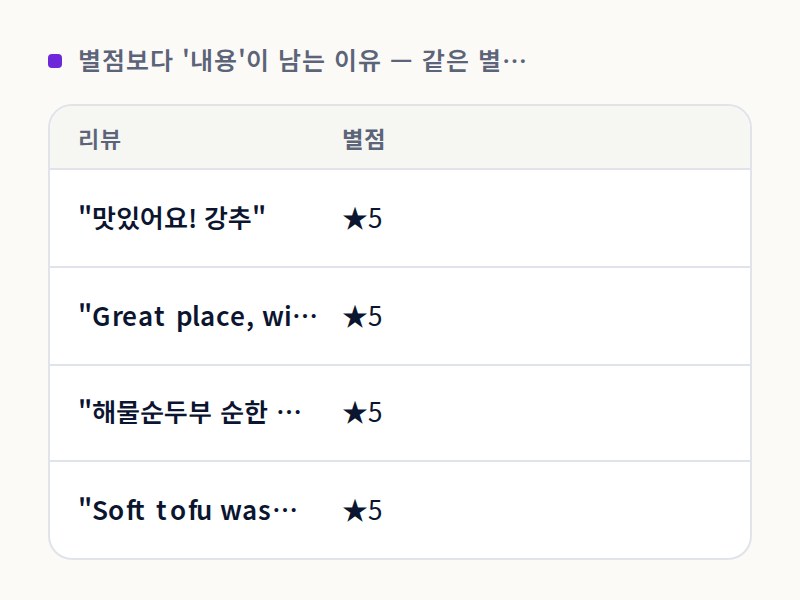 별점보다 '내용'이 남는 이유 — 같은 별…
리뷰 별점
"맛있어요! 강추" ★5
"Great place, wi… ★5
"해물순두부 순한 … ★5
"Soft tofu was… ★5